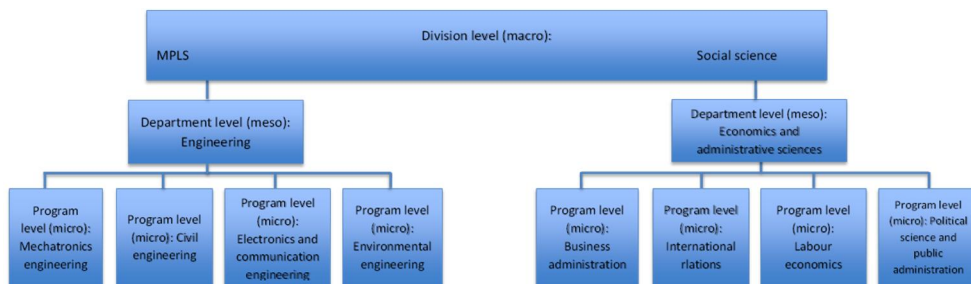 Division level (macro):
MPLS
Social science
Department level (meso):
Engineering
Department level (meso):
Economics and
administrative sciences
Program
level (micro):
Mechatronics
engineering
Program level
(micro): Civil
engineering
Program level
(micro):
Electronics and
communication
engineering
Program level
(micro):
Environmental
engineering
Program level
(micro):
Business
administration
Program level
(micro):
International
rlations
Program level
(micro):
Labour
economics
Program level
(micro): Political
science and
public
administration